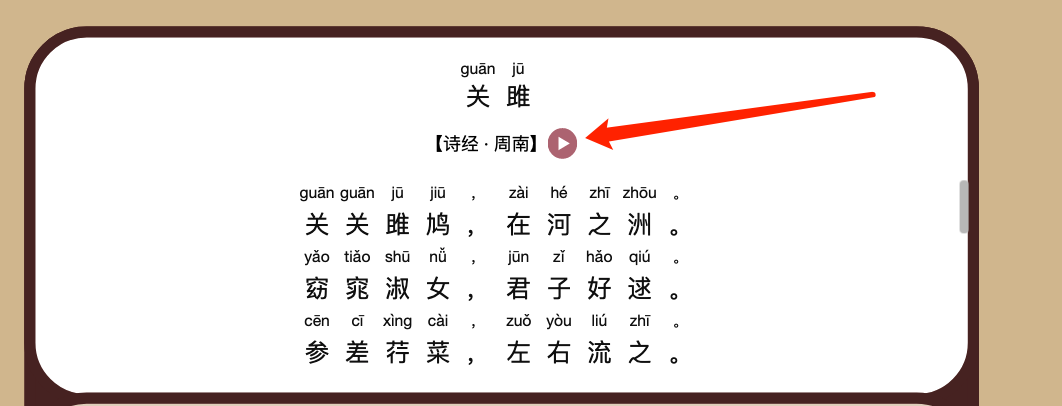 guān jū
关 雎
【诗经 · 周南】
guān guān jū jiū ， zài hé zhī zhōu 。
关 关 雎 鸠 ， 在 河 之 洲 。
yǎo tiǎo shū nǚ ， jūn zǐ hǎo qiú 。
窈 窕 淑 女 ， 君 子 好 逑 。
cēn cī xìng cài ， zuǒ yòu liú zhī 。
参 差 荇 菜 ， 左 右 流 之 。